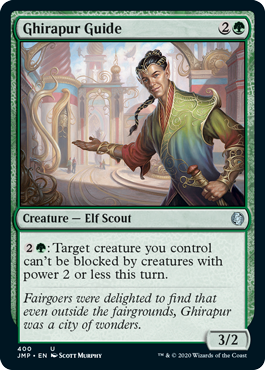 Ghirapur Guide 2
Creature — Elf Scout
2 : Target creature you control
can't be blocked by creatures with
power 2 or less this turn.
Fairgoers were delighted to find that
even outside the fairgrounds, Ghirapur
was a city of wonders.
3/2
400 U
JMP • EN Scott Murphy ™ & © 2020 Wizards of the Coast